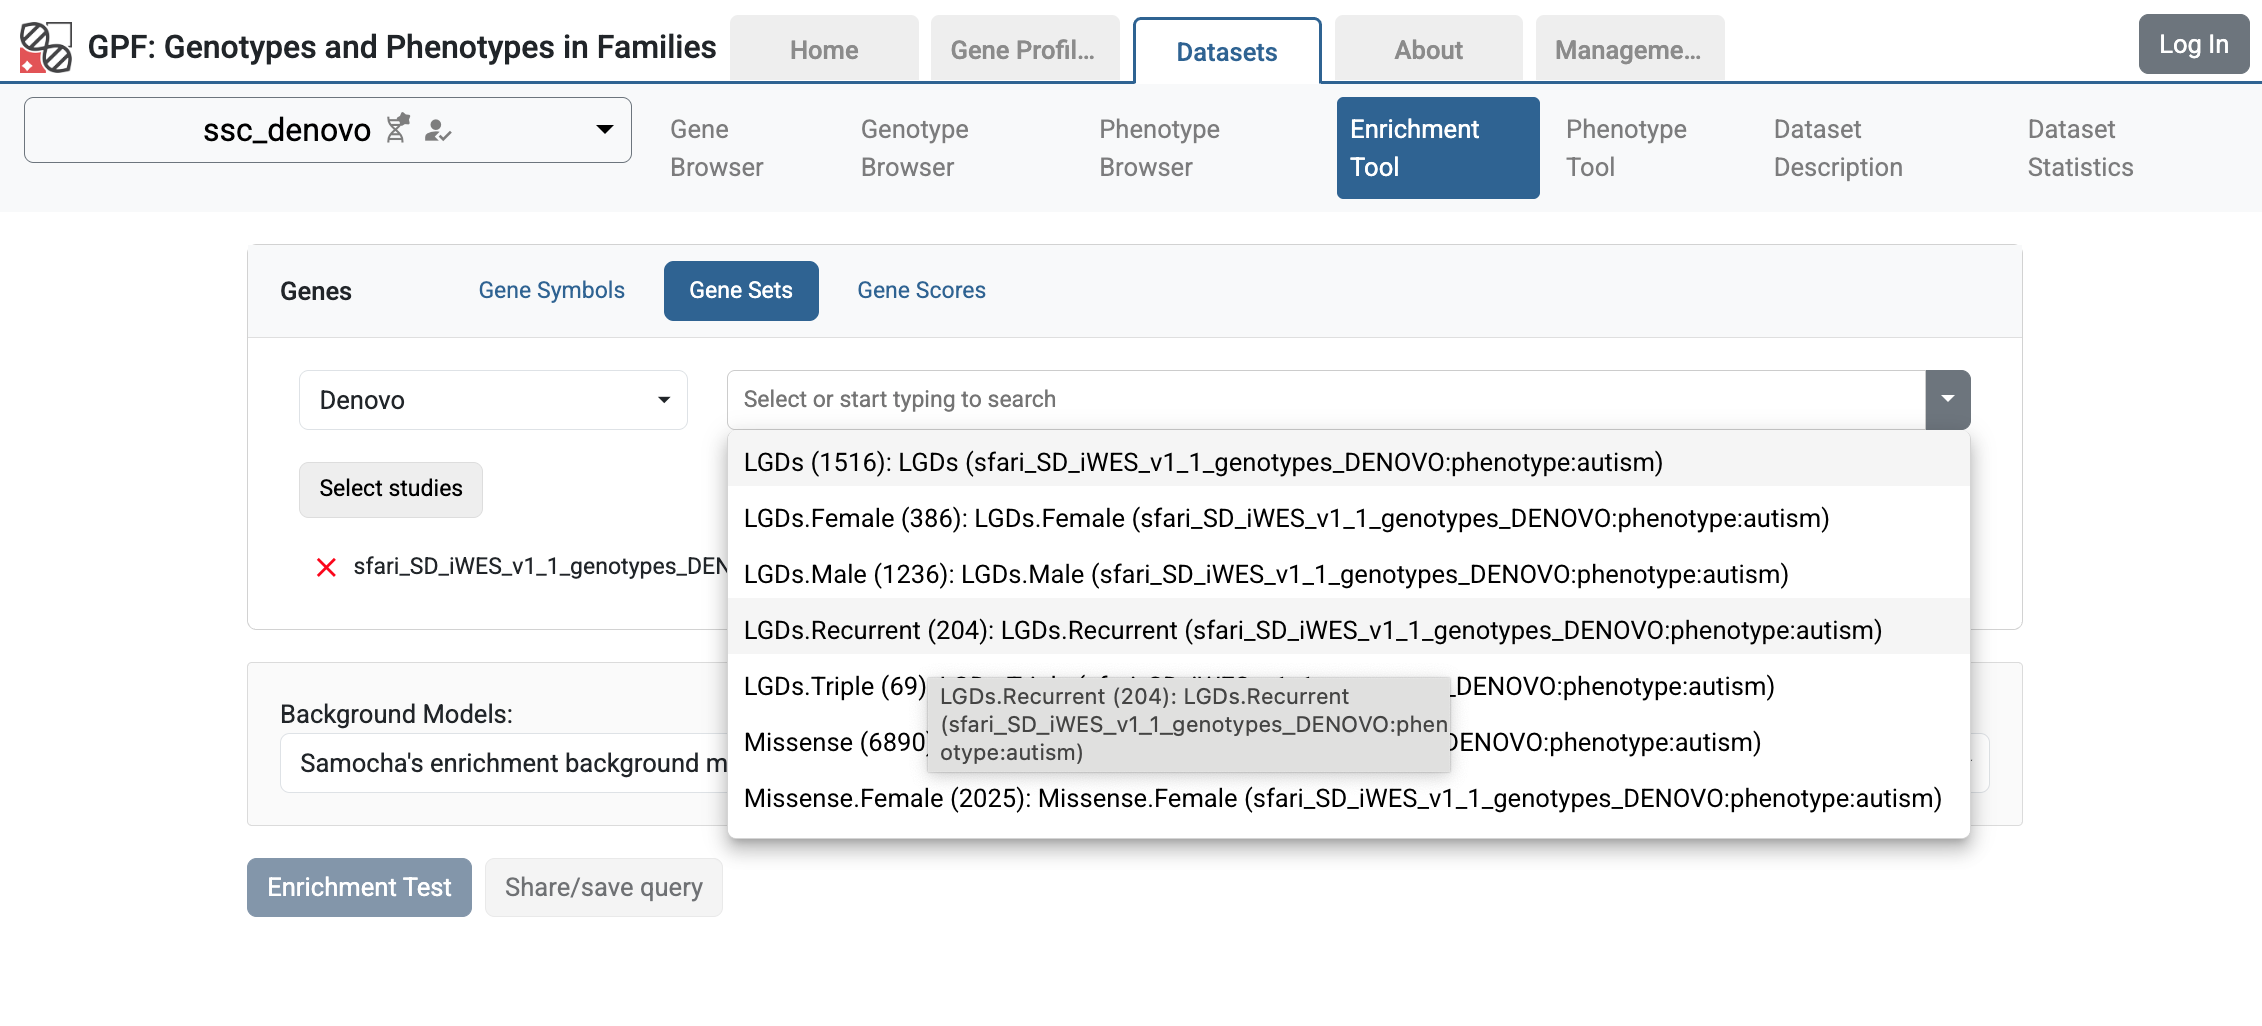 GPF: Genotypes and Phenotypes in Families
Home
Gene Profil...
Datasets
About
Manageme...
Log In
ssc_denovo
Gene Browser
Genotype Browser
Phenotype Browser
Enrichment Tool
Phenotype Tool
Dataset Description
Dataset Statistics
Genes
Gene Symbols
Gene Sets
Gene Scores
Denovo
Select or start typing to search
Select studies
sfari_SD_iWES_v1_1_genotypes_DEN
LGDs (1516): LGDs (sfari_SD_iWES_v1_1_genotypes_DENOVO:phenotype:autism)
LGDs.Female (386): LGDs.Female (sfari_SD_iWES_v1_1_genotypes_DENOVO:phenotype:autism)
LGDs.Male (1236): LGDs.Male (sfari_SD_iWES_v1_1_genotypes_DENOVO:phenotype:autism)
LGDs.Recurrent (204): LGDs.Recurrent (sfari_SD_iWES_v1_1_genotypes_DENOVO:phenotype:autism)
LGDs.Triple (69) _DENOVO:phenotype:autism)
LGDs.Recurrent (204): LGDs.Recurrent
(sfari_SD_iWES_v1_1_genotypes_DENOVO:phen
otype:autism)
Missense (6890) DENOVO:phenotype:autism)
Missense.Female (2025): Missense.Female (sfari_SD_iWES_v1_1_genotypes_DENOVO:phenotype:autism)
Background Models:
Samocha's enrichment background m
Enrichment Test
Share/save query